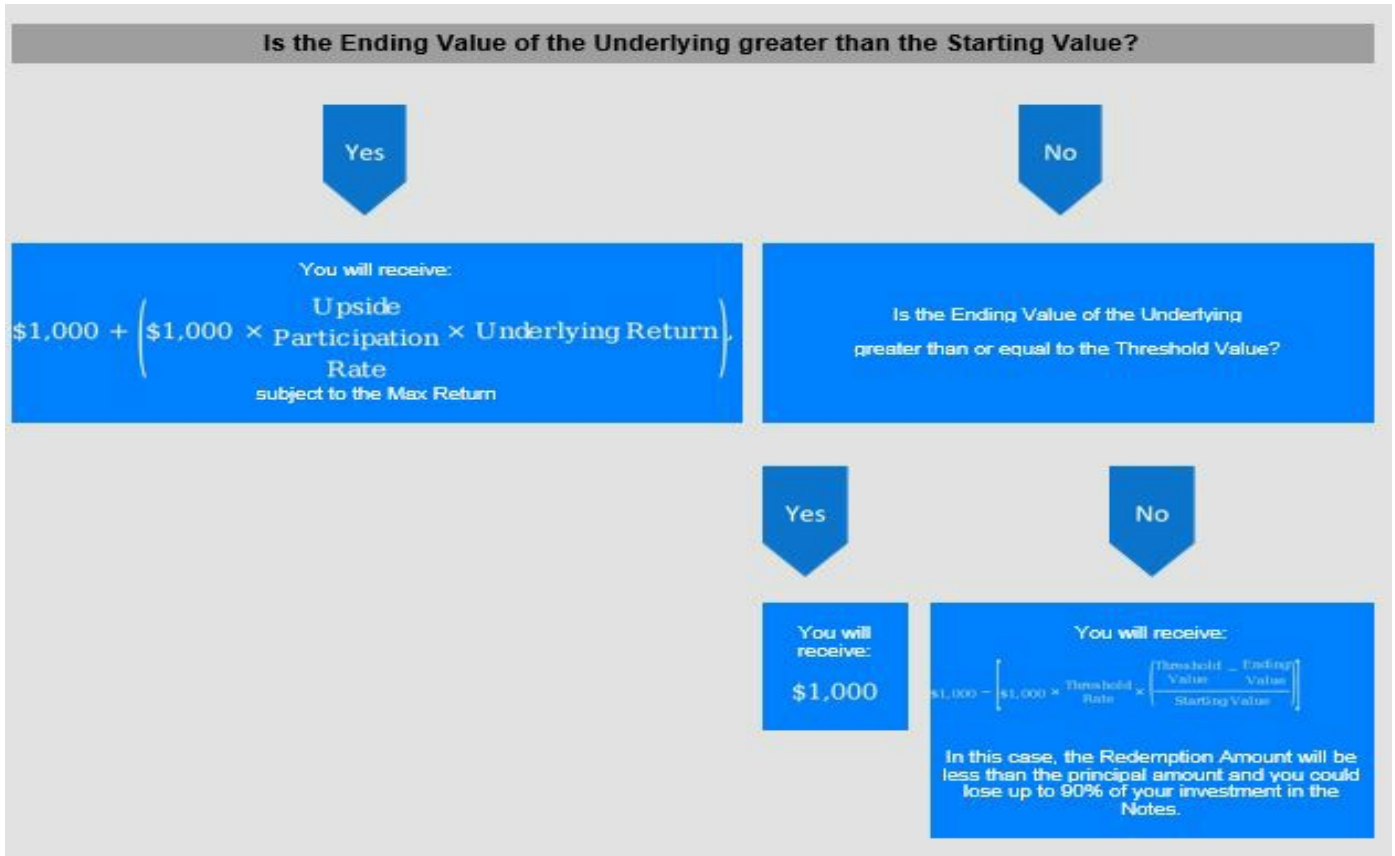 Is the Ending Value of the Underlying greater than the Starting Value?
Yes
No
You will receive:
$1,000 + ($1,000 × Upside Participation Rate × Underlying Return),
subject to the Max Return
Is the Ending Value of the Underlying
greater than or equal to the Threshold Value?
Yes
No
You will
receive:
$1,000
You will receive:
$1,000 − [$1,000 × Threshold Rate × (Threshold Value − Ending Value / Starting Value)]
In this case, the Redemption Amount will be
less than the principal amount and you could
lose up to 90% of your investment in the
Notes.